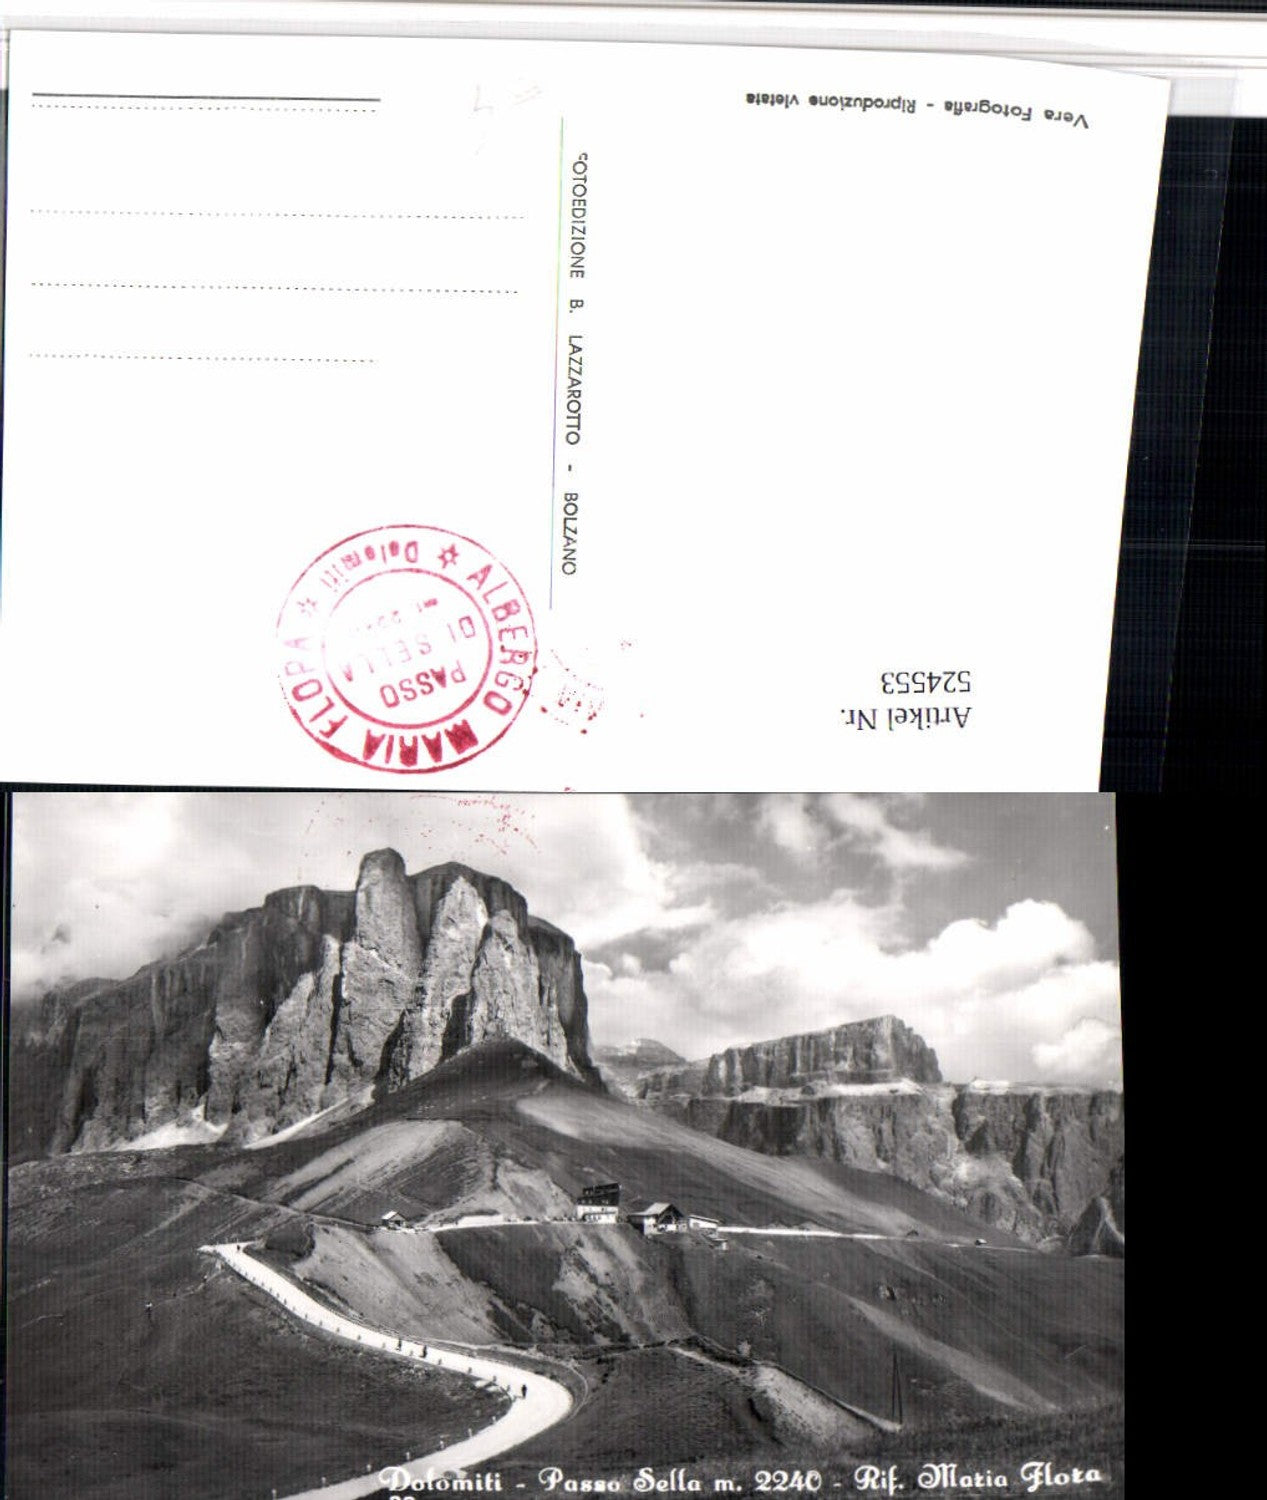 Vera Fotografia - Riproduzione vietata
FOTOEDIZIONE B. LAZZAROTTO - BOLZANO
ALBERGO MARIA FLORA
Dolomiti
PASSO
DI SELLA
Artikel Nr.
524553
Dolomiti - Passo Sella m. 2240 - Rif. Maria Flora